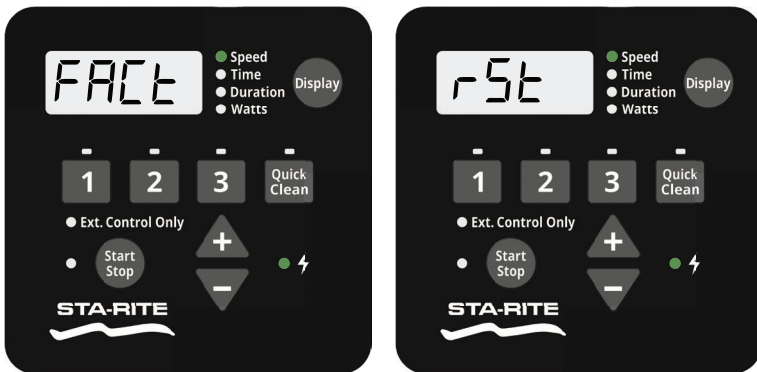 FACt
Speed
Time
Duration
Watts
Display
1 2 3 Quick Clean
Ext. Control Only
Start
Stop
+
−
STA-RITE
rSt
Speed
Time
Duration
Watts
Display
1 2 3 Quick Clean
Ext. Control Only
Start
Stop
+
−
STA-RITE